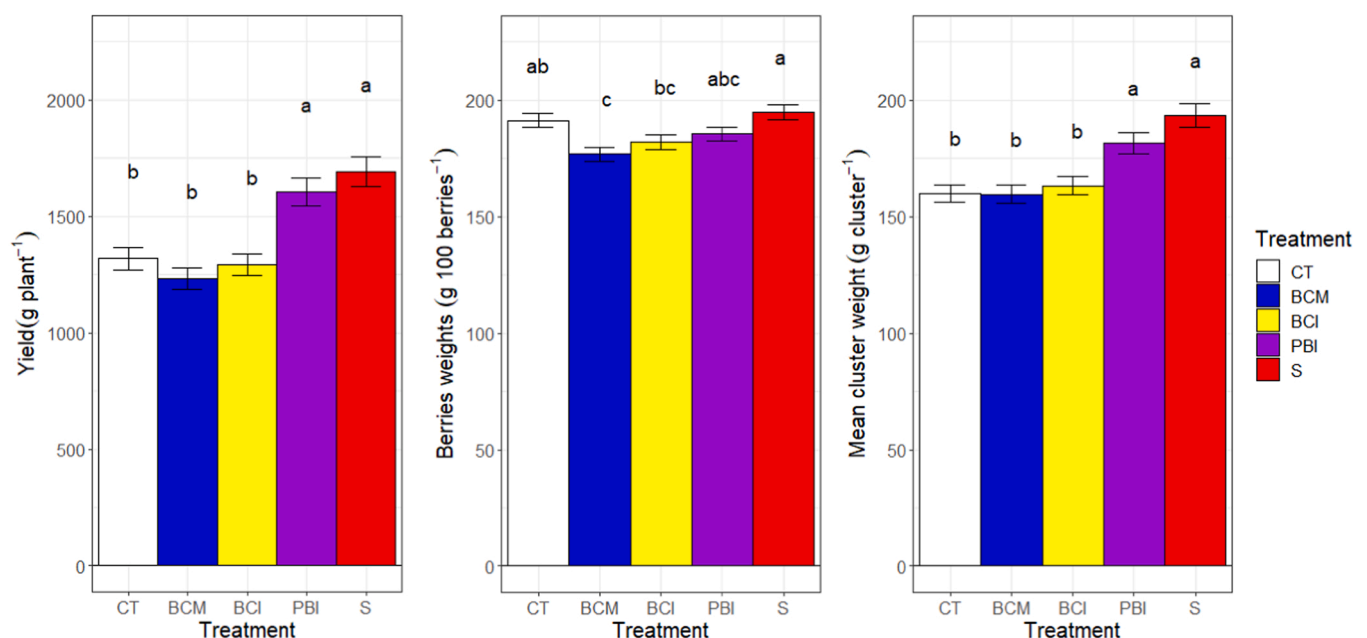 Yield(g plant⁻¹)
2000
1500
1000
500
0
b
b
b
a
a
CT BCM BCI PBI S
Treatment
Berries weights (g 100 berries⁻¹)
200
150
100
50
0
ab
c
bc
abc
a
CT BCM BCI PBI S
Treatment
Mean cluster weight (g cluster⁻¹)
200
150
100
50
0
b
b
b
a
a
CT BCM BCI PBI S
Treatment
Treatment
CT
BCM
BCI
PBI
S